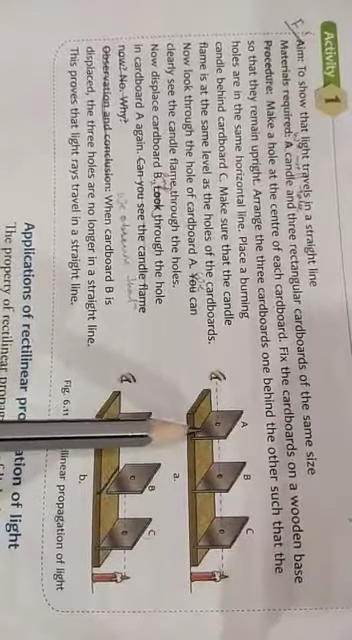 Activity 1
Aim: To show that light travels in a straight line
Materials required: A candle and three rectangular cardboards of the same size
Procedure: Make a hole at the centre of each cardboard. Fix the cardboards on a wooden base
so that they remain upright. Arrange the three cardboards one behind the other such that the
holes are in the same horizontal line. Place a burning
candle behind cardboard C. Make sure that the candle
flame is at the same level as the holes of the cardboards.
Now look through the hole of cardboard A. You can
clearly see the candle flame through the holes.
Now displace cardboard B, look through the hole
in cardboard A again. Can you see the candle flame
now? No. Why?
we observe that
Observation and conclusion: When cardboard B is
displaced, the three holes are no longer in a straight line.
This proves that light rays travel in a straight line.
A
B
C
a.
B
C
b.
Fig. 6.11
linear propagation of light
Applications of rectilinear pro
ation of light
The property of rectilinear propaga